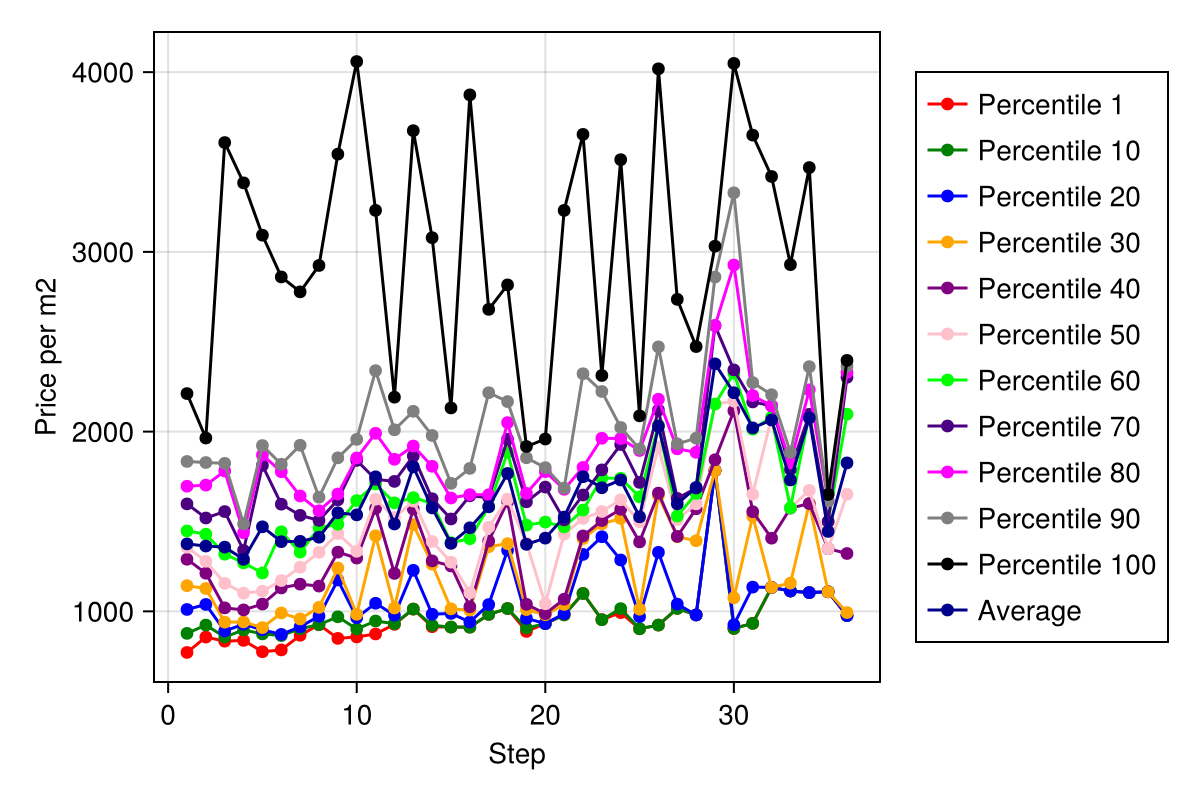 4000
3000
2000
1000
Price per m2
0 10 20 30
Step
Percentile 1
Percentile 10
Percentile 20
Percentile 30
Percentile 40
Percentile 50
Percentile 60
Percentile 70
Percentile 80
Percentile 90
Percentile 100
Average